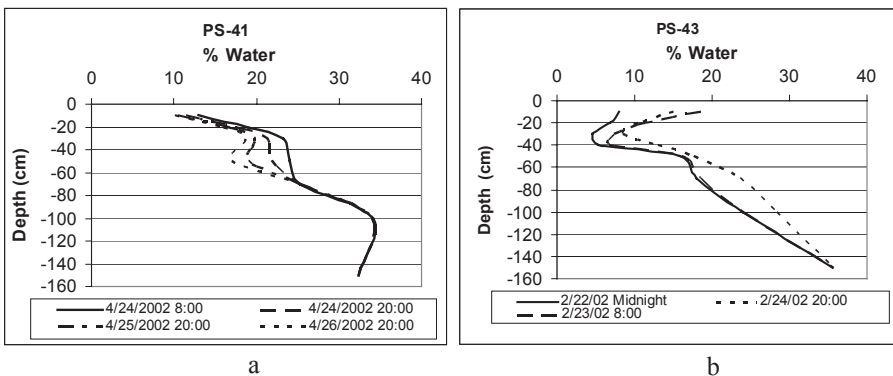 PS-41
% Water
0 10 20 30 40
0
-20
-40
-60
-80
-100
-120
-140
-160
Depth (cm)
4/24/2002 8:00 4/24/2002 20:00
4/25/2002 20:00 4/26/2002 20:00
a
PS-43
% Water
0 10 20 30 40
0
-20
-40
-60
-80
-100
-120
-140
-160
Depth (cm)
2/22/02 Midnight 2/24/02 20:00
2/23/02 8:00
b